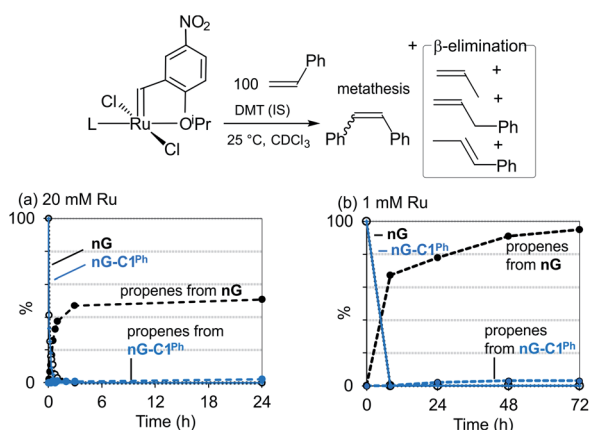 NO₂
Cl
L
Ru
OⁱPr
Cl
100
Ph
DMT (IS)
25 °C, CDCl₃
metathesis
Ph
Ph
+
β-elimination
+
+
Ph
+
Ph
(a) 20 mM Ru
100
%
0
nG
nG-C1ᴾʰ
propenes from nG
propenes from
nG-C1ᴾʰ
0
6
12
18
24
Time (h)
(b) 1 mM Ru
100
%
0
nG
nG-C1ᴾʰ
propenes
from nG
propenes
from nG-C1ᴾʰ
0
24
48
72
Time (h)